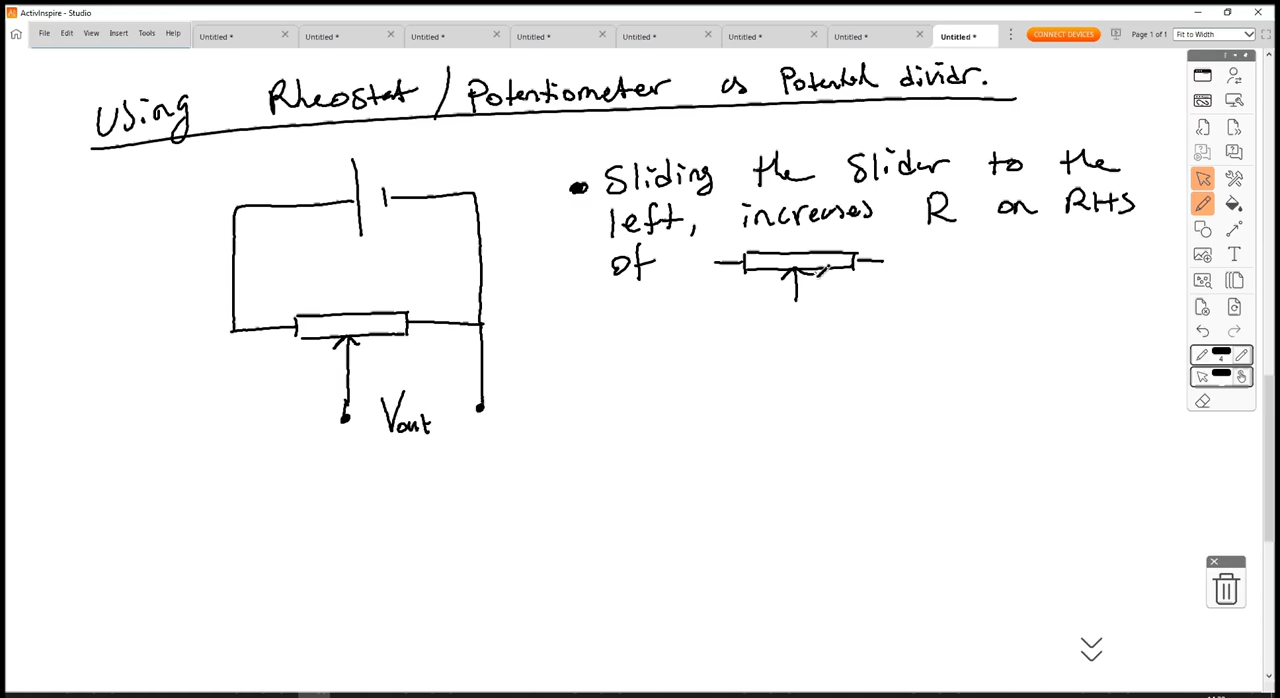 ActivInspire - Studio
File Edit View Insert Tools Help
Untitled * Untitled * Untitled * Untitled * Untitled * Untitled * Untitled * Untitled *
CONNECT DEVICES
Page 1 of 1
Fit to Width
Using Rheostat / Potentiometer as Potential dividr.
• Sliding the slider to the
left, increases R on RHS
of
Vout
4